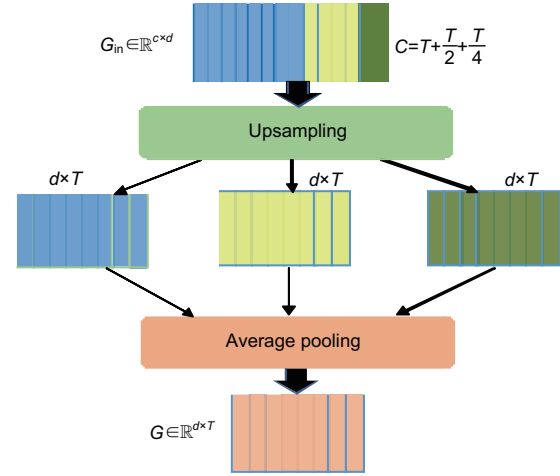 G_in∈ℝ^{c×d}
C=T+T/2+T/4
Upsampling
d×T
d×T
d×T
Average pooling
G∈ℝ^{d×T}